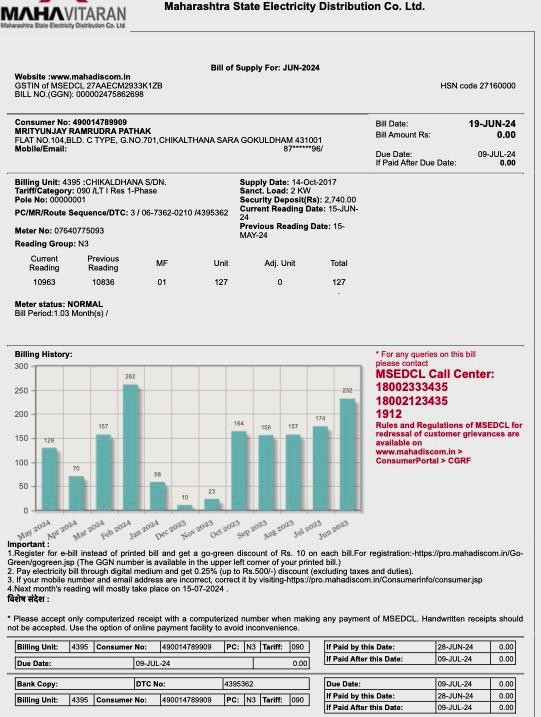 Maharashtra State Electricity Distribution Co. Ltd.
MAHAVITARAN
Maharashtra State Electricity Distribution Co. Ltd.
Bill of Supply For: JUN-2024
Website :www.mahadiscom.in
GSTIN of MSEDCL 27AAECM2933K1ZB
HSN code 27160000
BILL NO.(GGN): 000002475862698
Consumer No: 490014789909
MRITYUNJAY RAMRUDRA PATHAK
FLAT NO.104,BLD. C TYPE, G.NO.701,CHIKALTHANA SARA GOKULDHAM 431001
Mobile/Email: 87******96/
Bill Date: 19-JUN-24
Bill Amount Rs: 0.00
Due Date: 09-JUL-24
If Paid After Due Date: 0.00
Billing Unit: 4395 :CHIKALDHANA S/DN.
Tariff/Category: 090 /LT I Res 1-Phase
Pole No: 00000001
PC/MR/Route Sequence/DTC: 3 / 06-7362-0210 /4395362
Meter No: 07640775093
Reading Group: N3
Supply Date: 14-Oct-2017
Sanct. Load: 2 KW
Security Deposit(Rs): 2,740.00
Current Reading Date: 15-JUN-
24
Previous Reading Date: 15-
MAY-24
Current Reading Previous Reading MF Unit Adj. Unit Total
10963 10836 01 127 0 127
Meter status: NORMAL
Bill Period:1.03 Month(s) /
Billing History:
300
250
200
150
100
50
0
129 70 157 262 58 10 23 164 156 157 174 232
May 2024 Apr 2024 Mar 2024 Feb 2024 Jan 2024 Dec 2023 Nov 2023 Oct 2023 Sep 2023 Aug 2023 Jul 2023 Jun 2023
* For any queries on this bill
please contact
MSEDCL Call Center:
18002333435
18002123435
1912
Rules and Regulations of MSEDCL for
redressal of customer grievances are
available on
www.mahadiscom.in >
ConsumerPortal > CGRF
Important :
1.Register for e-bill instead of printed bill and get a go-green discount of Rs. 10 on each bill.For registration:-https://pro.mahadiscom.in/Go-
Green/gogreen.jsp (The GGN number is available in the upper left corner of your printed bill.)
2. Pay electricity bill through digital medium and get 0.25% (up to Rs.500/-) discount (excluding taxes and duties).
3. If your mobile number and email address are incorrect, correct it by visiting-https://pro.mahadiscom.in/ConsumerInfo/consumer.jsp
4.Next month's reading will mostly take place on 15-07-2024 .
विशेष संदेश :
* Please accept only computerized receipt with a computerized number when making any payment of MSEDCL. Handwritten receipts should
not be accepted. Use the option of online payment facility to avoid inconvenience.
Billing Unit: 4395 Consumer No: 490014789909 PC: N3 Tariff: 090
Due Date: 09-JUL-24 0.00
If Paid by this Date: 28-JUN-24 0.00
If Paid After this Date: 09-JUL-24 0.00
Bank Copy: DTC No: 4395362
Billing Unit: 4395 Consumer No: 490014789909 PC: N3 Tariff: 090
Due Date: 09-JUL-24 0.00
If Paid by this Date: 28-JUN-24 0.00
If Paid After this Date: 09-JUL-24 0.00